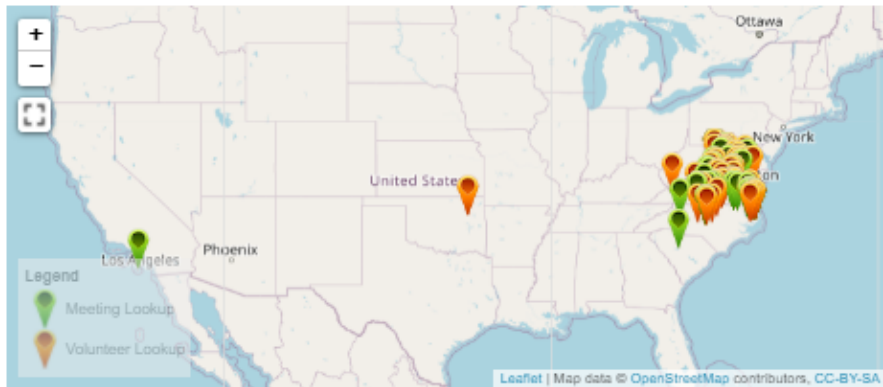 +
−
Ottawa
New York
United States
Phoenix
Los Angeles
Legend
Meeting Lookup
Volunteer Lookup
Leaflet | Map data © OpenStreetMap contributors, CC-BY-SA